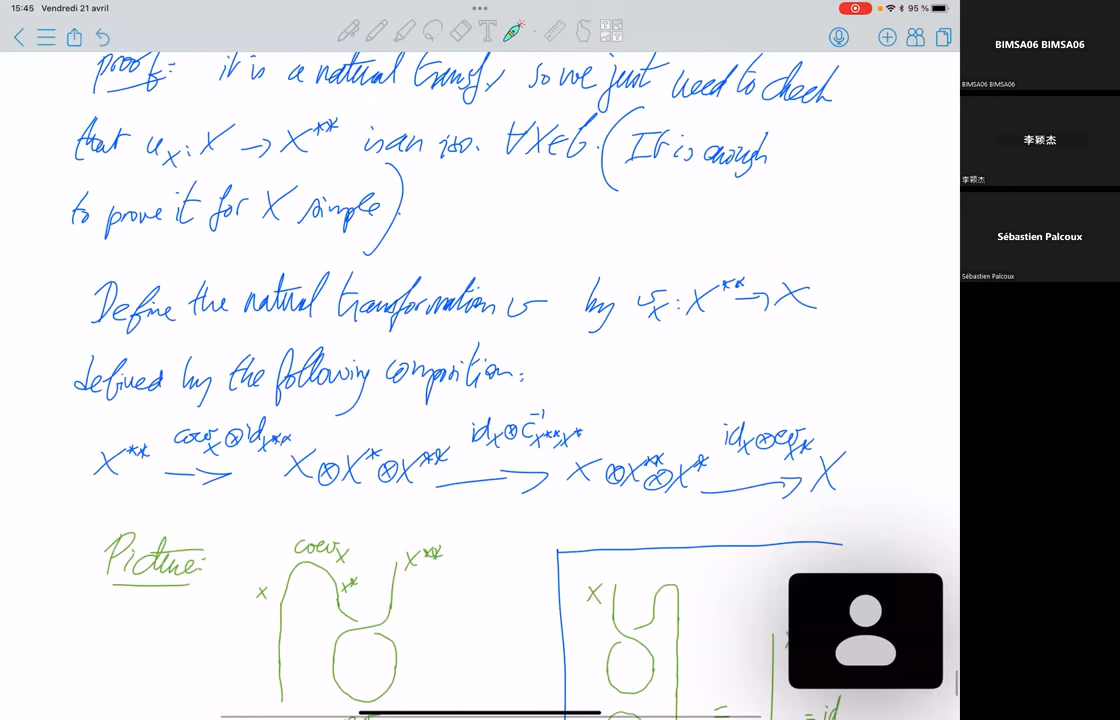 15:45 Vendredi 21 avril
95 %
BIMSA06 BIMSA06
BIMSA06 BIMSA06
李颖杰
李颖杰
Sébastien Palcoux
Sébastien Palcoux
proof: it is a natural transf, so we just need to check
that u_X : X → X** is an iso. ∀X∈C. (It is enough
to prove it for X simple).
Define the natural transformation v by v_X : X** → X
defined by the following composition:
X** →^{coev_X ⊗ id_{X**}} X ⊗ X* ⊗ X** →^{id_X ⊗ c^{-1}_{X**,X*}} X ⊗ X** ⊗ X* →^{id_X ⊗ ev_{X*}} X
Picture:
coev_X
X X* X**
X
= = id